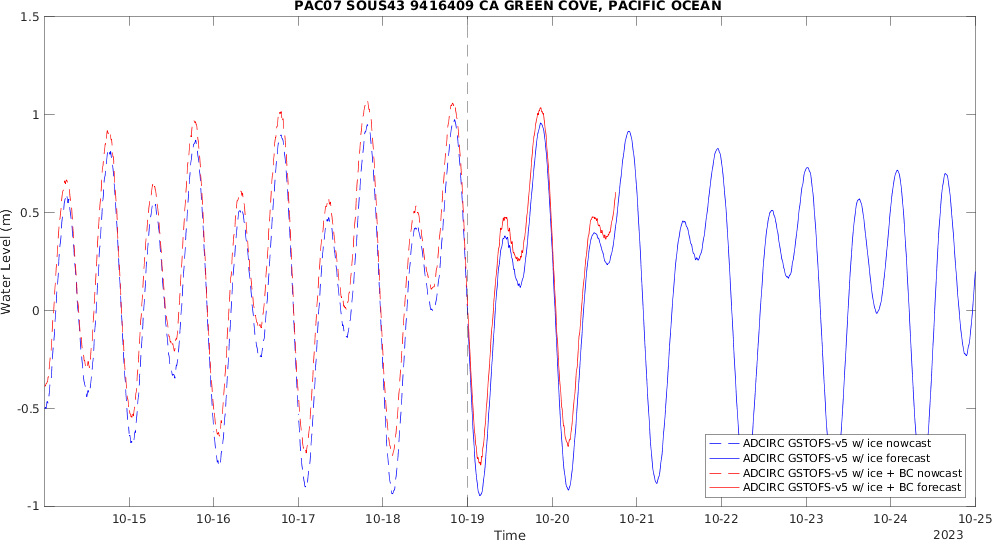 PAC07 SOUS43 9416409 CA GREEN COVE, PACIFIC OCEAN
1.5
1
0.5
0
-0.5
-1
Water Level (m)
10-15
10-16
10-17
10-18
10-19
10-20
10-21
10-22
10-23
10-24
10-25
Time
2023
ADCIRC GSTOFS-v5 w/ ice nowcast
ADCIRC GSTOFS-v5 w/ ice forecast
ADCIRC GSTOFS-v5 w/ ice + BC nowcast
ADCIRC GSTOFS-v5 w/ ice + BC forecast